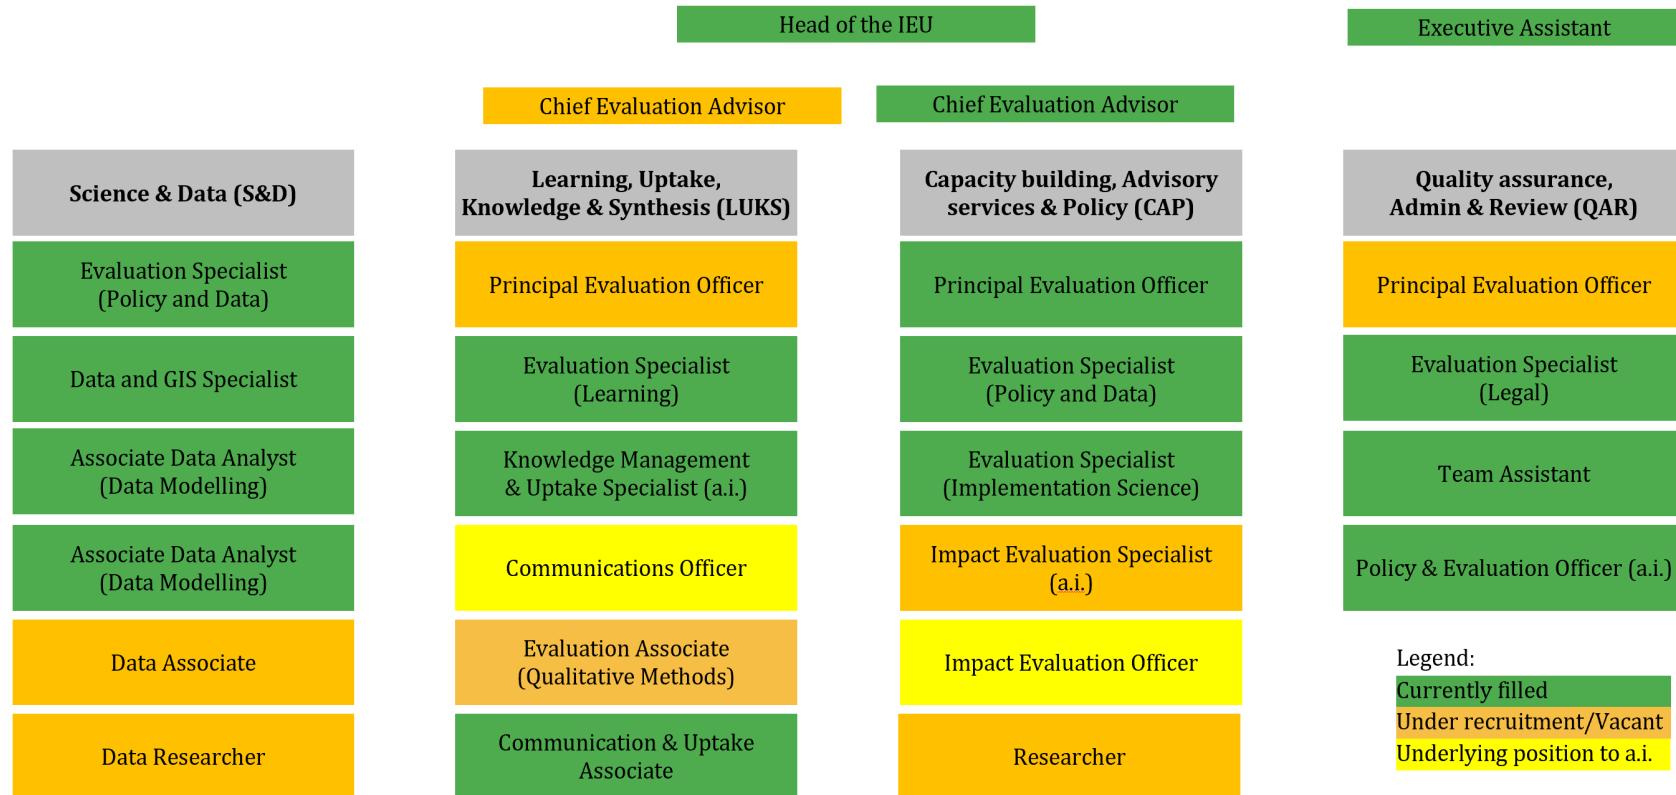 Head of the IEU
Executive Assistant
Chief Evaluation Advisor
Chief Evaluation Advisor
Science & Data (S&D)
Evaluation Specialist
(Policy and Data)
Data and GIS Specialist
Associate Data Analyst
(Data Modelling)
Associate Data Analyst
(Data Modelling)
Data Associate
Data Researcher
Learning, Uptake,
Knowledge & Synthesis (LUKS)
Principal Evaluation Officer
Evaluation Specialist
(Learning)
Knowledge Management
& Uptake Specialist (a.i.)
Communications Officer
Evaluation Associate
(Qualitative Methods)
Communication & Uptake
Associate
Capacity building, Advisory
services & Policy (CAP)
Principal Evaluation Officer
Evaluation Specialist
(Policy and Data)
Evaluation Specialist
(Implementation Science)
Impact Evaluation Specialist
(a.i.)
Impact Evaluation Officer
Researcher
Quality assurance,
Admin & Review (QAR)
Principal Evaluation Officer
Evaluation Specialist
(Legal)
Team Assistant
Policy & Evaluation Officer (a.i.)
Legend:
Currently filled
Under recruitment/Vacant
Underlying position to a.i.